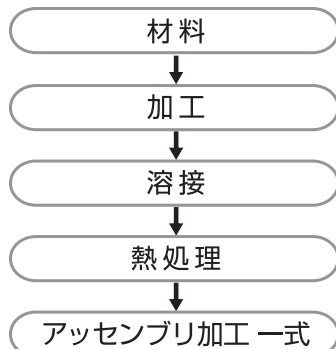 材料
加工
溶接
熱処理
アッセンブリ加工 一式